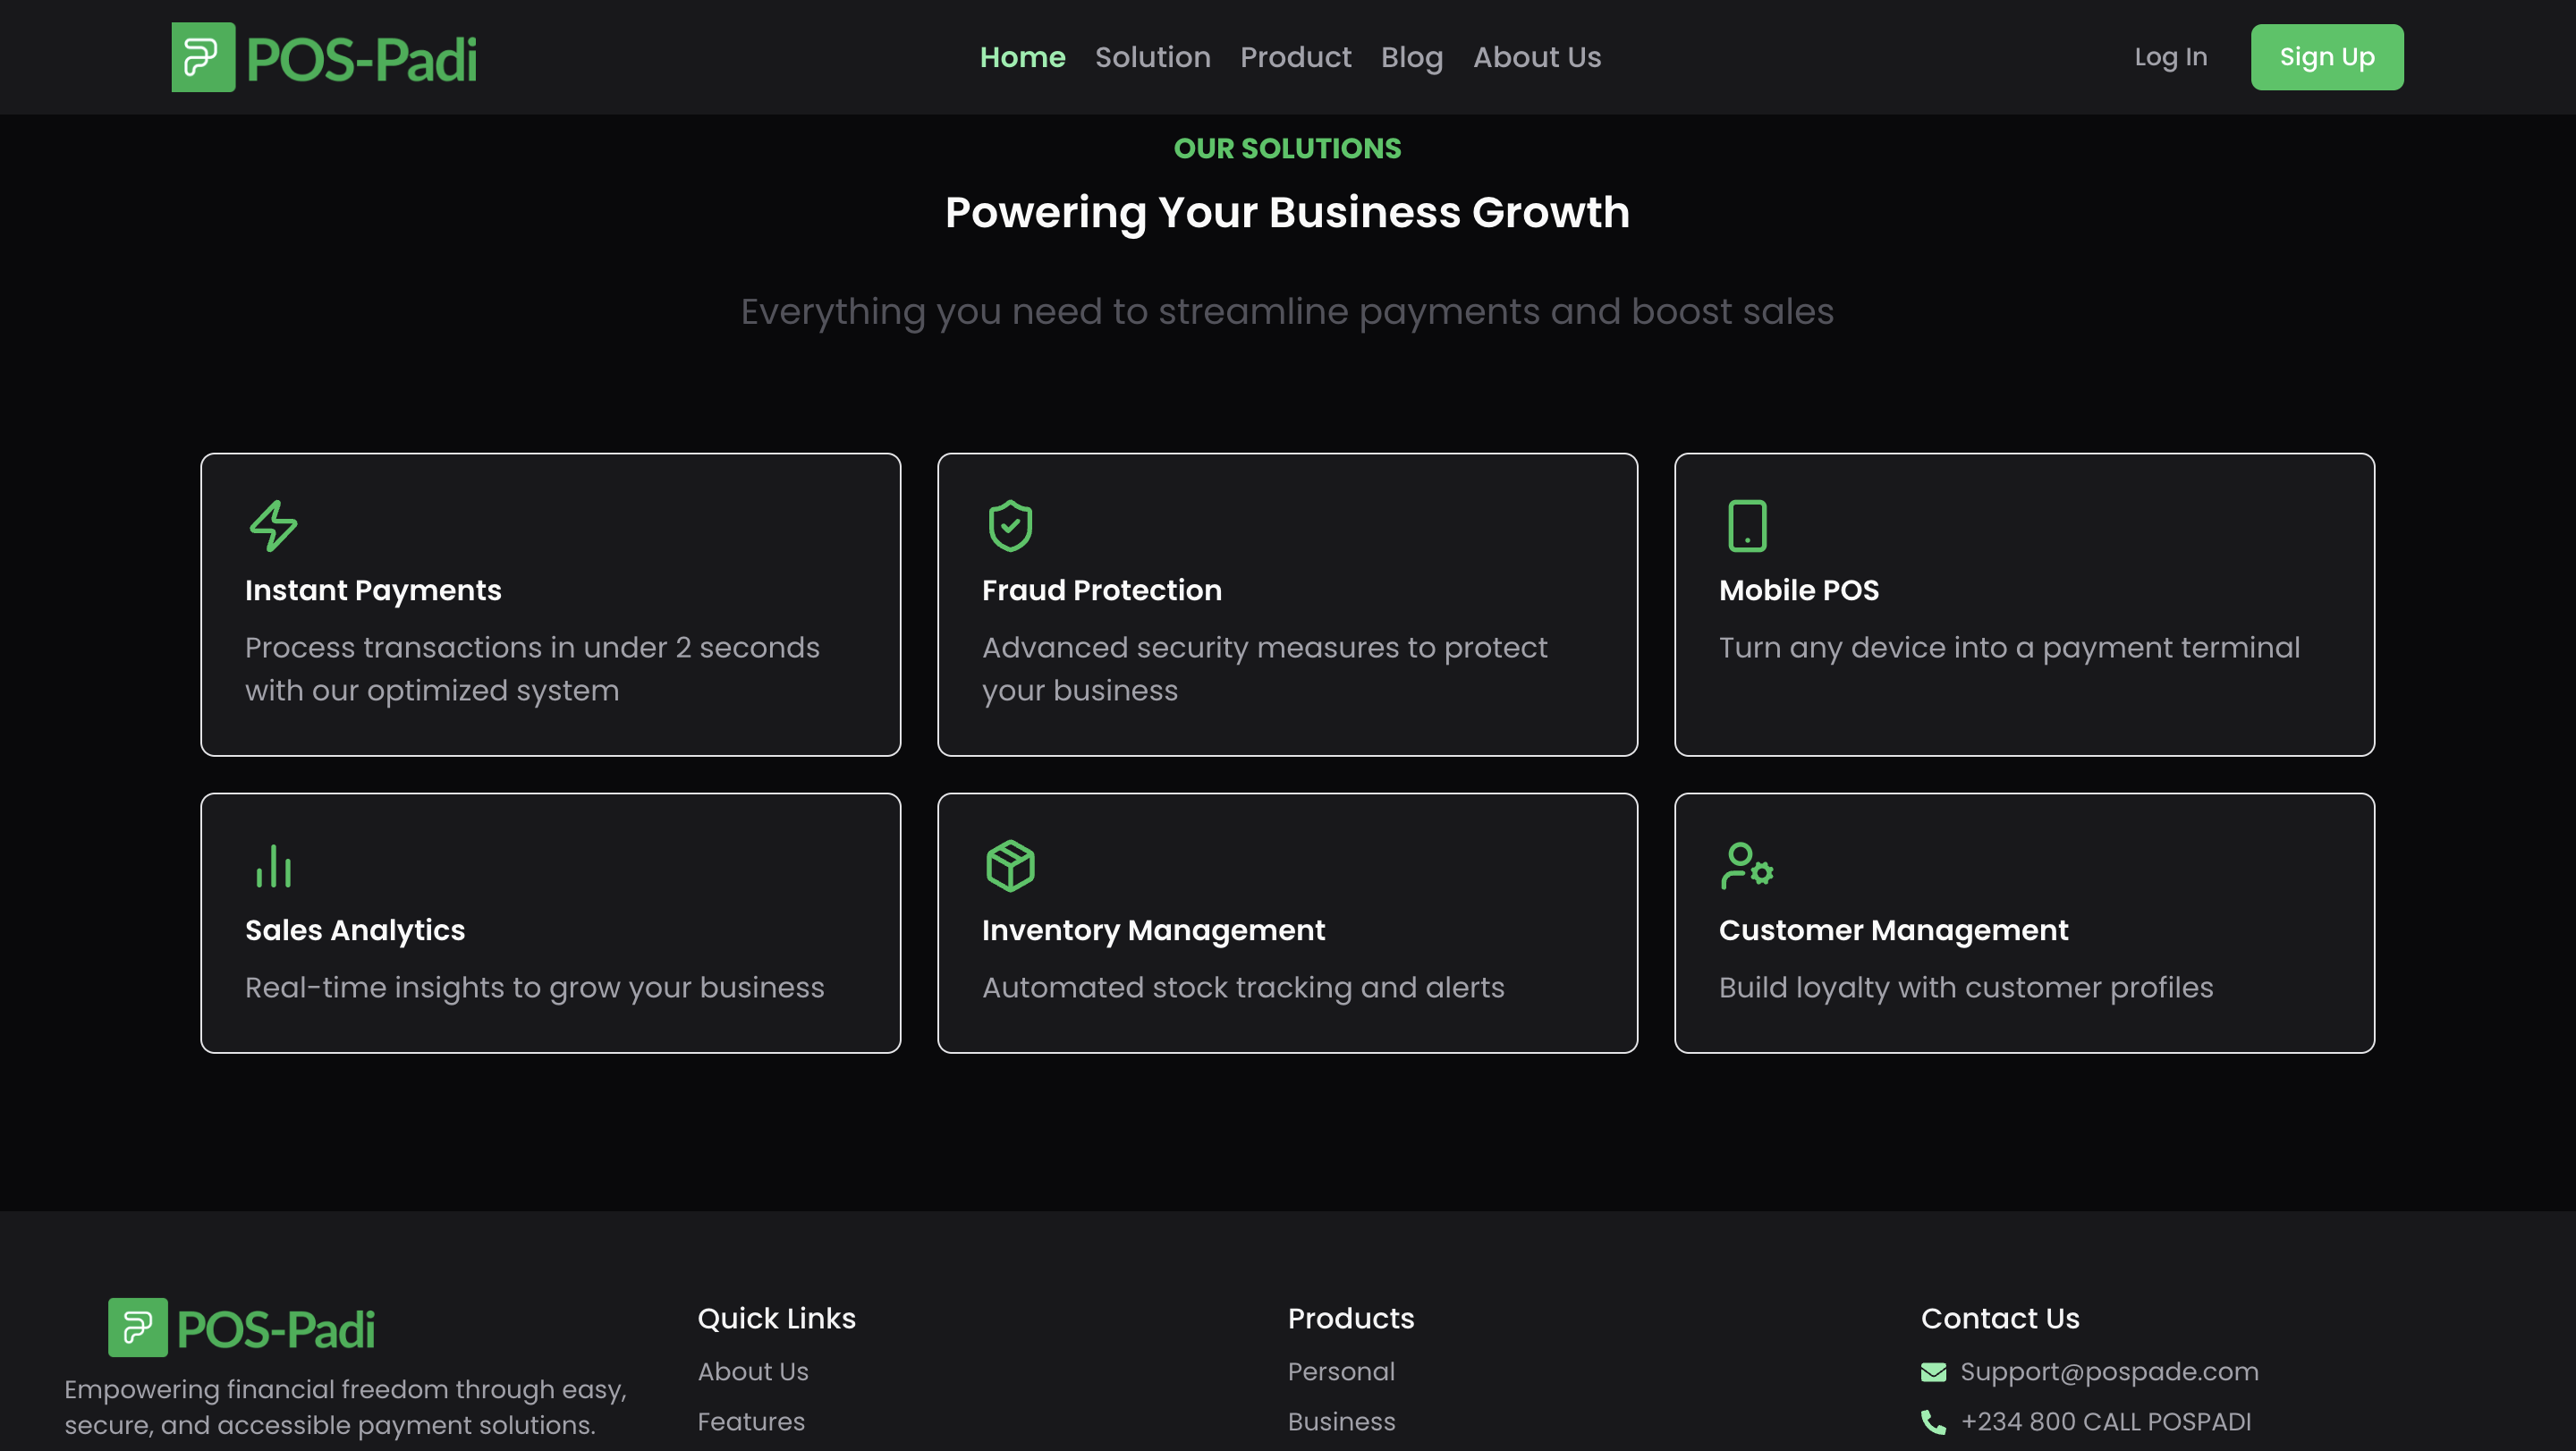 POS-Padi
Home Solution Product Blog About Us
Log In
Sign Up
OUR SOLUTIONS
Powering Your Business Growth
Everything you need to streamline payments and boost sales
Instant Payments
Process transactions in under 2 seconds
with our optimized system
Fraud Protection
Advanced security measures to protect
your business
Mobile POS
Turn any device into a payment terminal
Sales Analytics
Real-time insights to grow your business
Inventory Management
Automated stock tracking and alerts
Customer Management
Build loyalty with customer profiles
POS-Padi
Empowering financial freedom through easy,
secure, and accessible payment solutions.
Quick Links
About Us
Features
Products
Personal
Business
Contact Us
Support@pospade.com
+234 800 CALL POSPADI